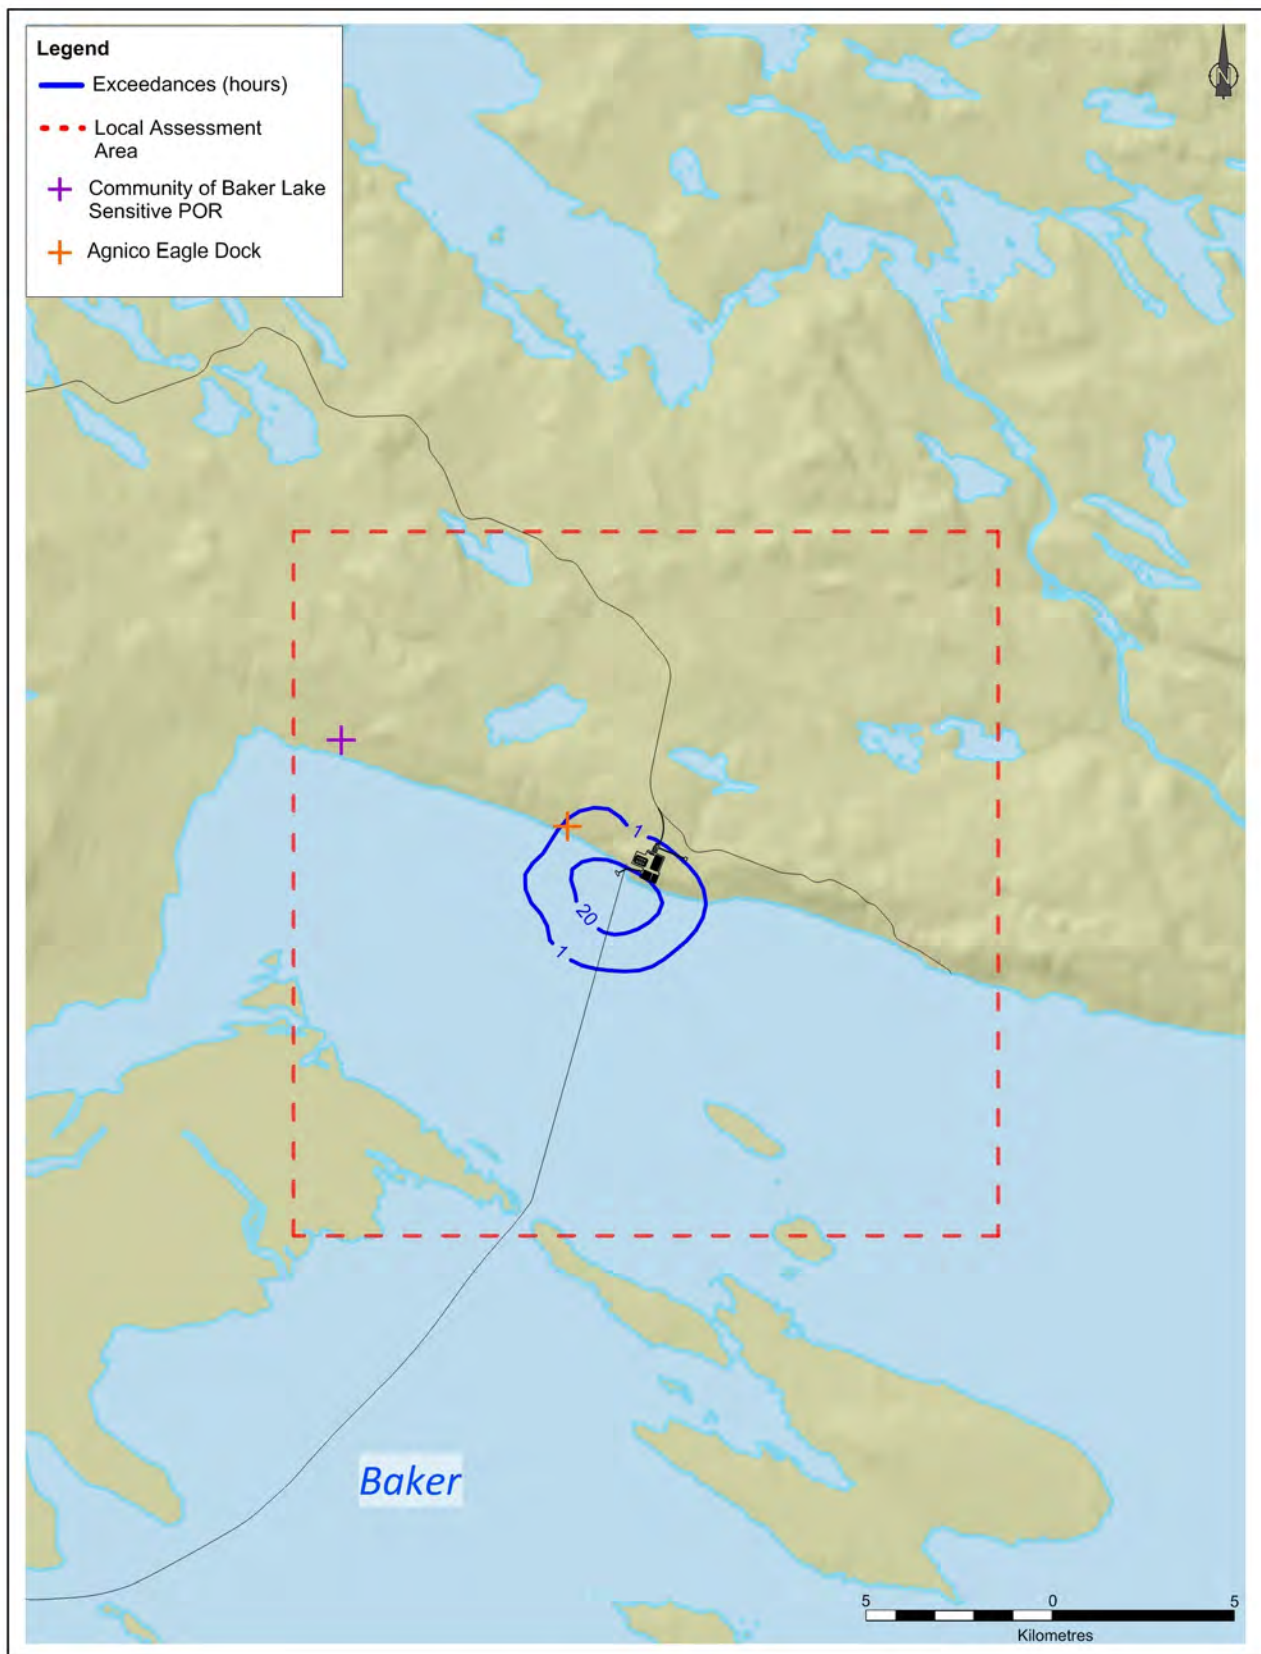 Legend
Exceedances (hours)
Local Assessment
Area
Community of Baker Lake
Sensitive POR
Agnico Eagle Dock
N
1
20
1
Baker
5 0 5
Kilometres